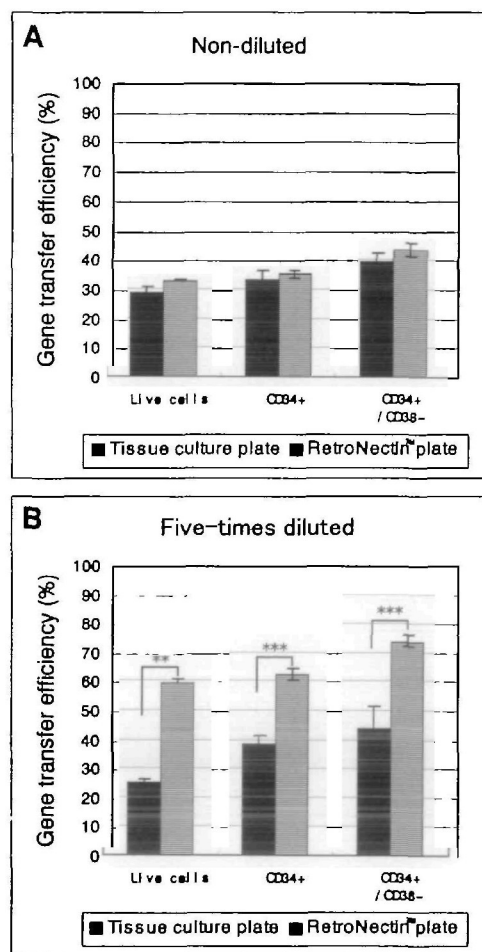 A
Non-diluted
Gene transfer efficiency (%)
100
90
80
70
60
50
40
30
20
10
0
Live cells
CD34+
CD34+
/ CD38-
Tissue culture plate
RetroNectin™ plate
B
Five-times diluted
Gene transfer efficiency (%)
100
90
80
70
60
50
40
30
20
10
0
**
***
***
Live cells
CD34+
CD34+
/ CD38-
Tissue culture plate
RetroNectin™ plate